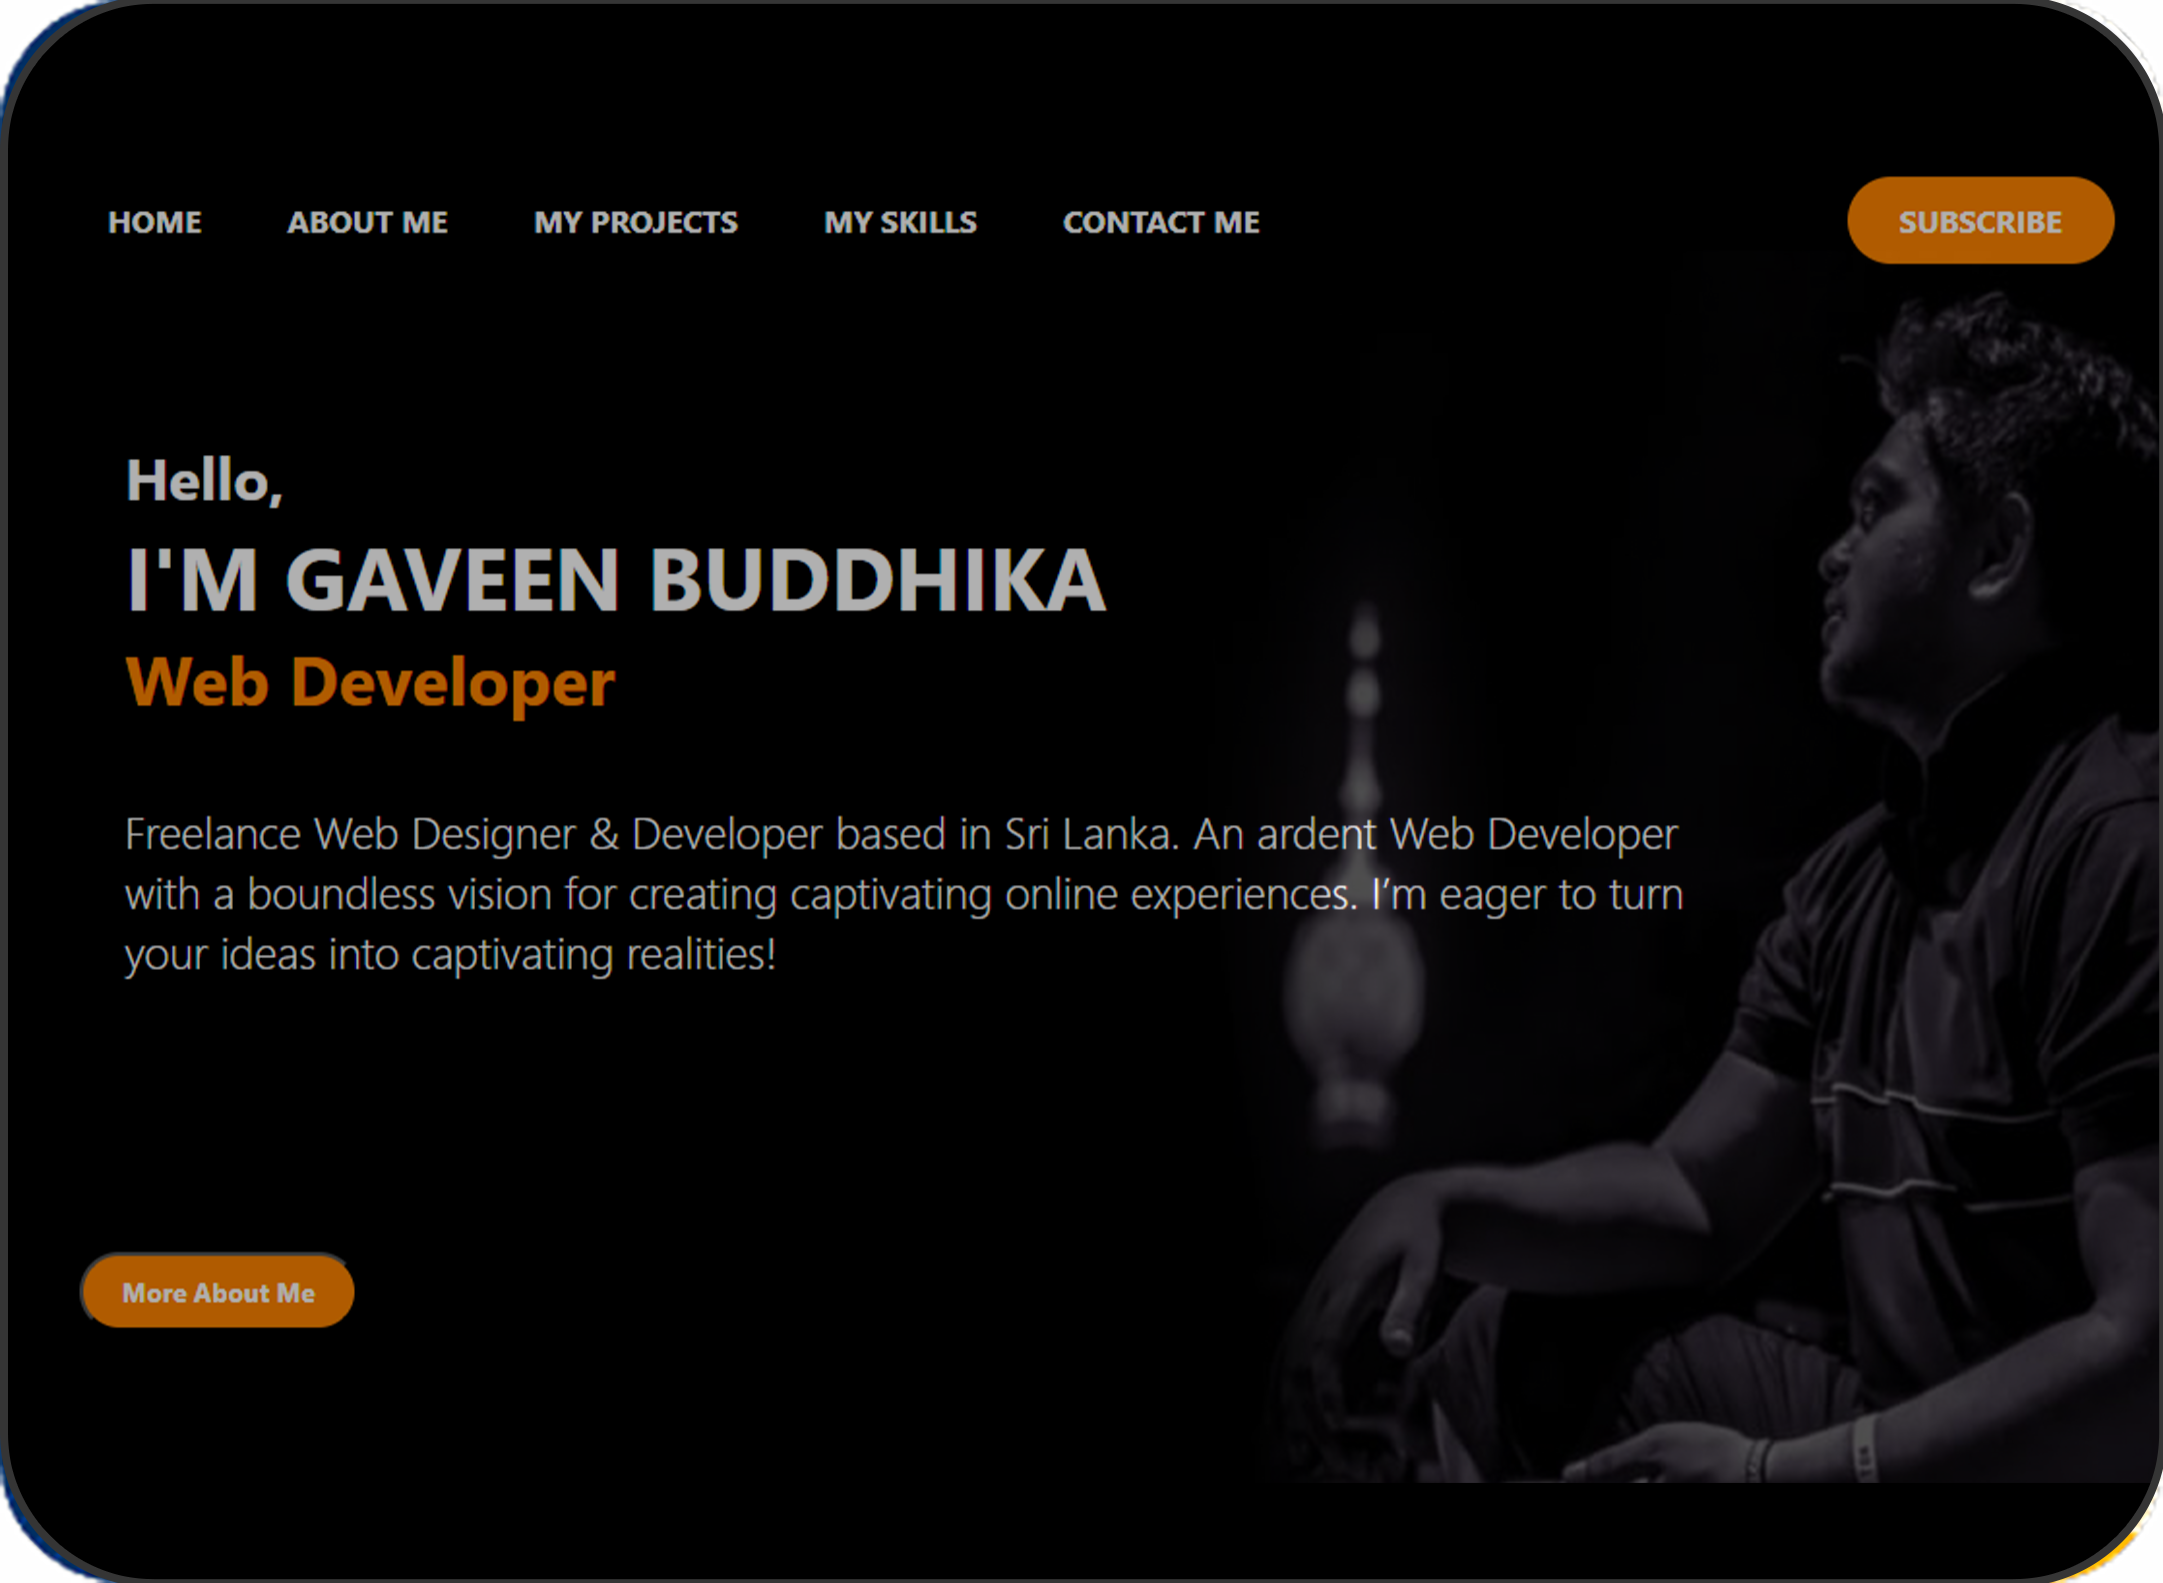 HOME ABOUT ME MY PROJECTS MY SKILLS CONTACT ME SUBSCRIBE
Hello,
I'M GAVEEN BUDDHIKA
Web Developer
Freelance Web Designer & Developer based in Sri Lanka. An ardent Web Developer
with a boundless vision for creating captivating online experiences. I’m eager to turn
your ideas into captivating realities!
More About Me